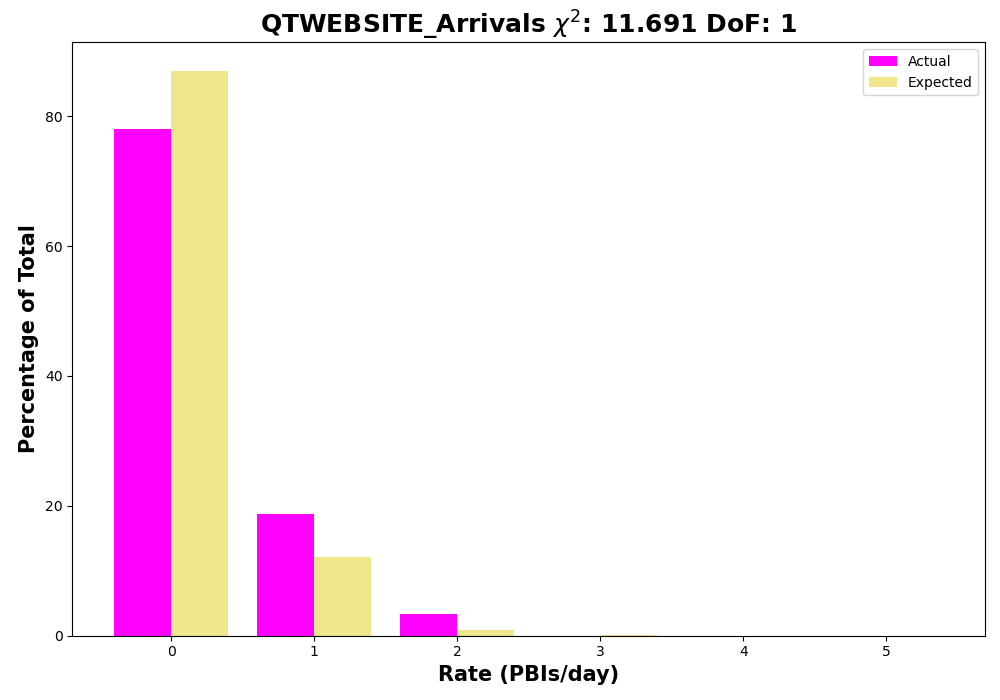 QTWEBSITE_Arrivals χ²: 11.691 DoF: 1
Actual
Expected
Percentage of Total
80
60
40
20
0
0 1 2 3 4 5
Rate (PBIs/day)